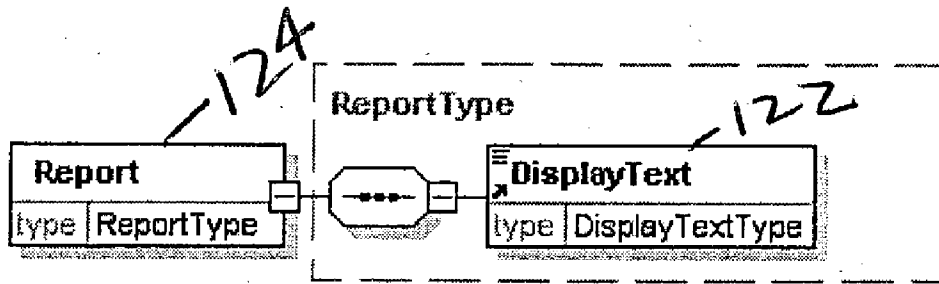 124
ReportType
122
Report
DisplayText
type ReportType
type DisplayTextType